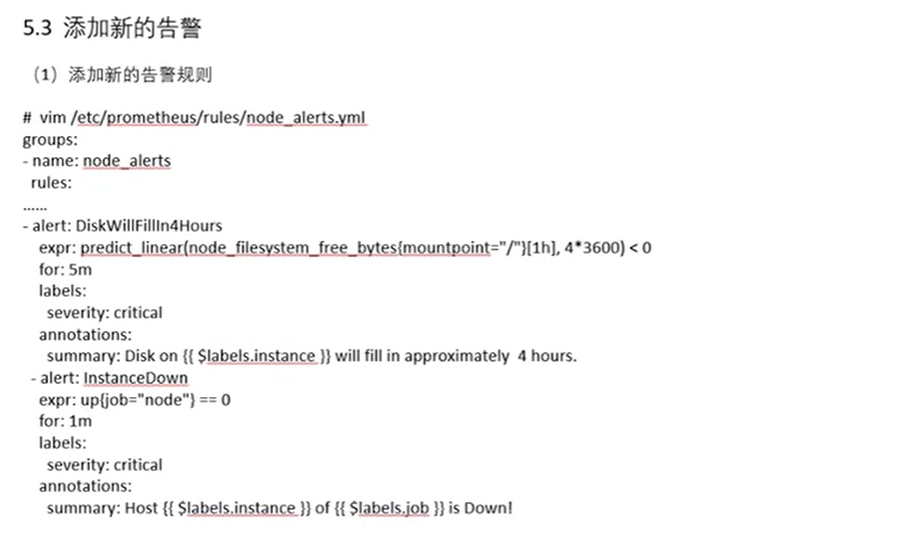 5.3 添加新的告警
（1）添加新的告警规则
# vim /etc/prometheus/rules/node_alerts.yml
groups:
- name: node_alerts
  rules:
......
- alert: DiskWillFillIn4Hours
    expr: predict_linear(node_filesystem_free_bytes{mountpoint="/"}[1h], 4*3600) < 0
    for: 5m
    labels:
      severity: critical
    annotations:
      summary: Disk on {{ $labels.instance }} will fill in approximately  4 hours.
  - alert: InstanceDown
    expr: up{job="node"} == 0
    for: 1m
    labels:
      severity: critical
    annotations:
      summary: Host {{ $labels.instance }} of {{ $labels.job }} is Down!